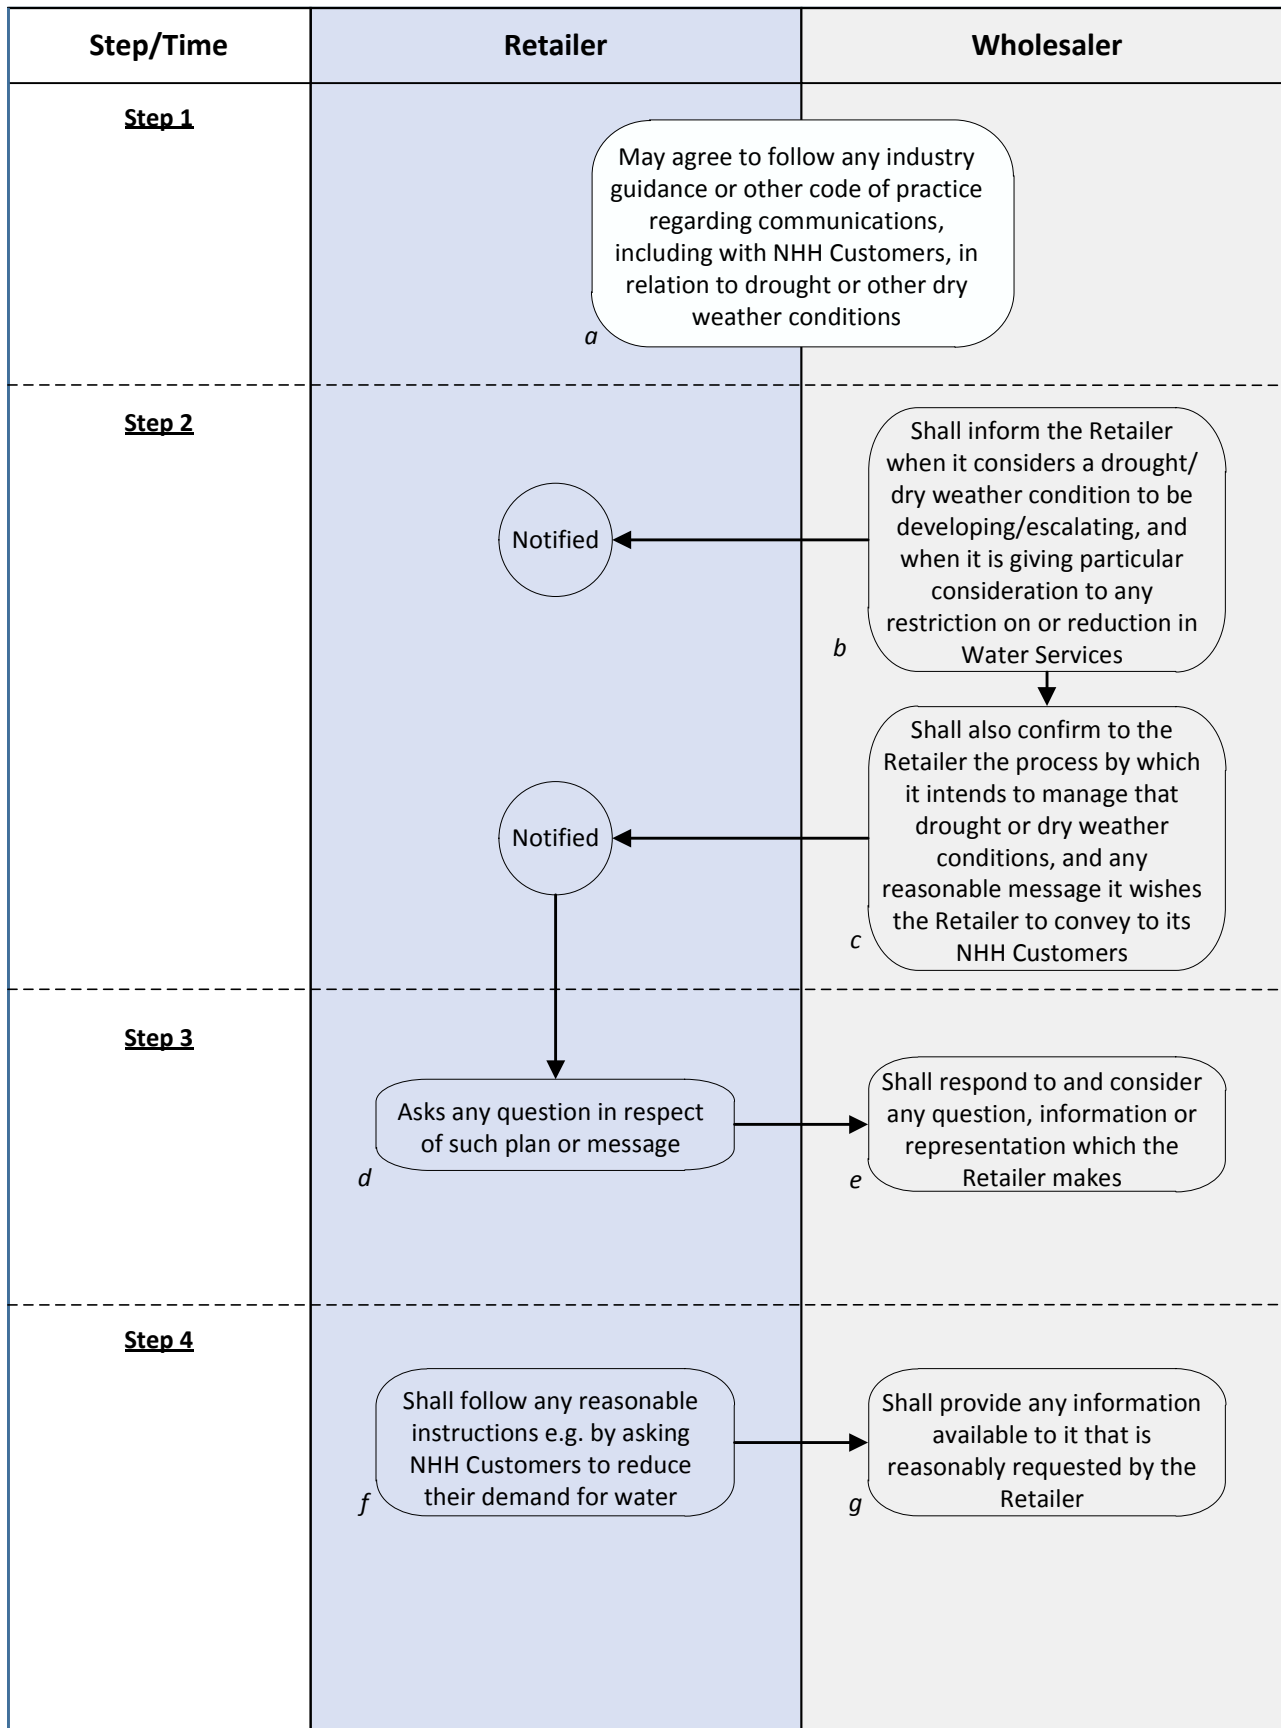 Step/Time
Retailer
Wholesaler
Step 1
May agree to follow any industry
guidance or other code of practice
regarding communications,
including with NHH Customers, in
relation to drought or other dry
weather conditions
a
Step 2
Shall inform the Retailer
when it considers a drought/
dry weather condition to be
developing/escalating, and
when it is giving particular
consideration to any
restriction on or reduction in
Water Services
b
Notified
Shall also confirm to the
Retailer the process by which
it intends to manage that
drought or dry weather
conditions, and any
reasonable message it wishes
the Retailer to convey to its
NHH Customers
c
Notified
Step 3
Asks any question in respect
of such plan or message
d
Shall respond to and consider
any question, information or
representation which the
Retailer makes
e
Step 4
Shall follow any reasonable
instructions e.g. by asking
NHH Customers to reduce
their demand for water
f
Shall provide any information
available to it that is
reasonably requested by the
Retailer
g